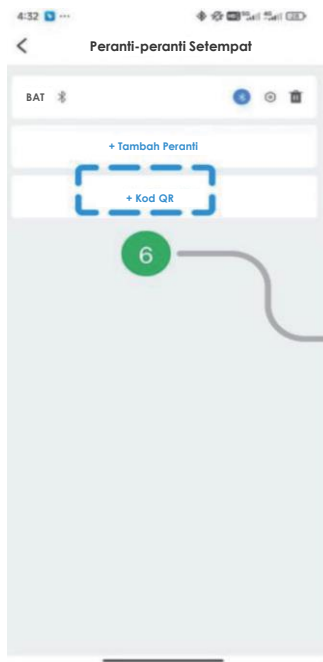 4:32 ...
Peranti-peranti Setempat
BAT
+ Tambah Peranti
+ Kod QR
6